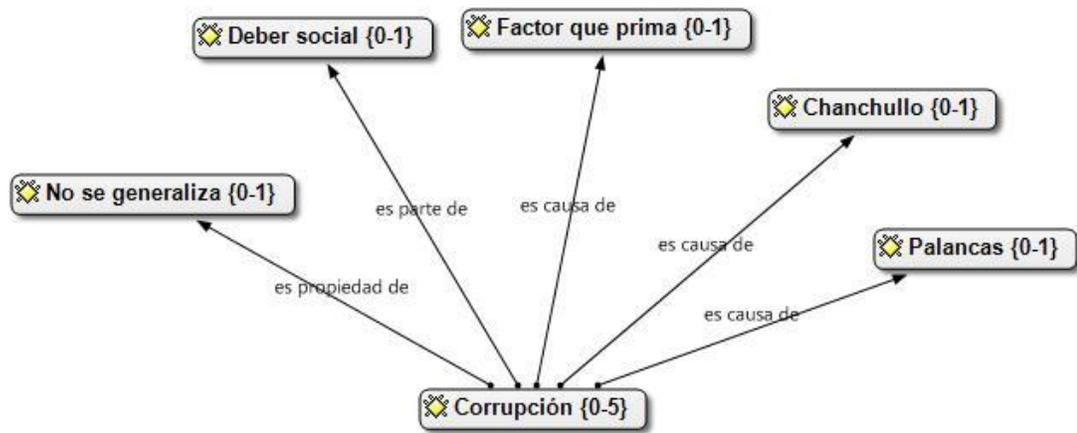 Deber social {0-1}
Factor que prima {0-1}
Chanchullo {0-1}
No se generaliza {0-1}
es parte de
es causa de
es causa de
Palancas {0-1}
es propiedad de
es causa de
Corrupción {0-5}